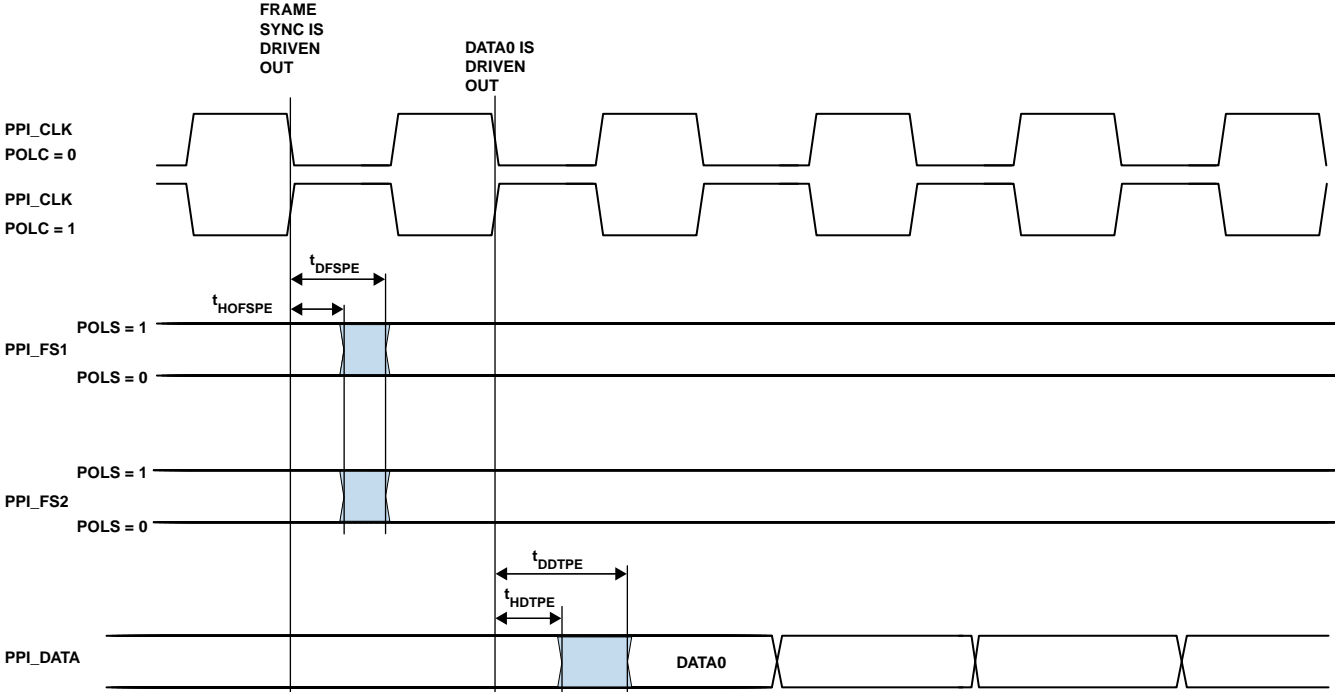 FRAME
SYNC IS
DRIVEN
OUT
DATA0 IS
DRIVEN
OUT
PPI_CLK
POLC = 0
PPI_CLK
POLC = 1
tDFSPE
tHOFSPE
POLS = 1
PPI_FS1
POLS = 0
POLS = 1
PPI_FS2
POLS = 0
tDDTPE
tHDTPE
PPI_DATA
DATA0